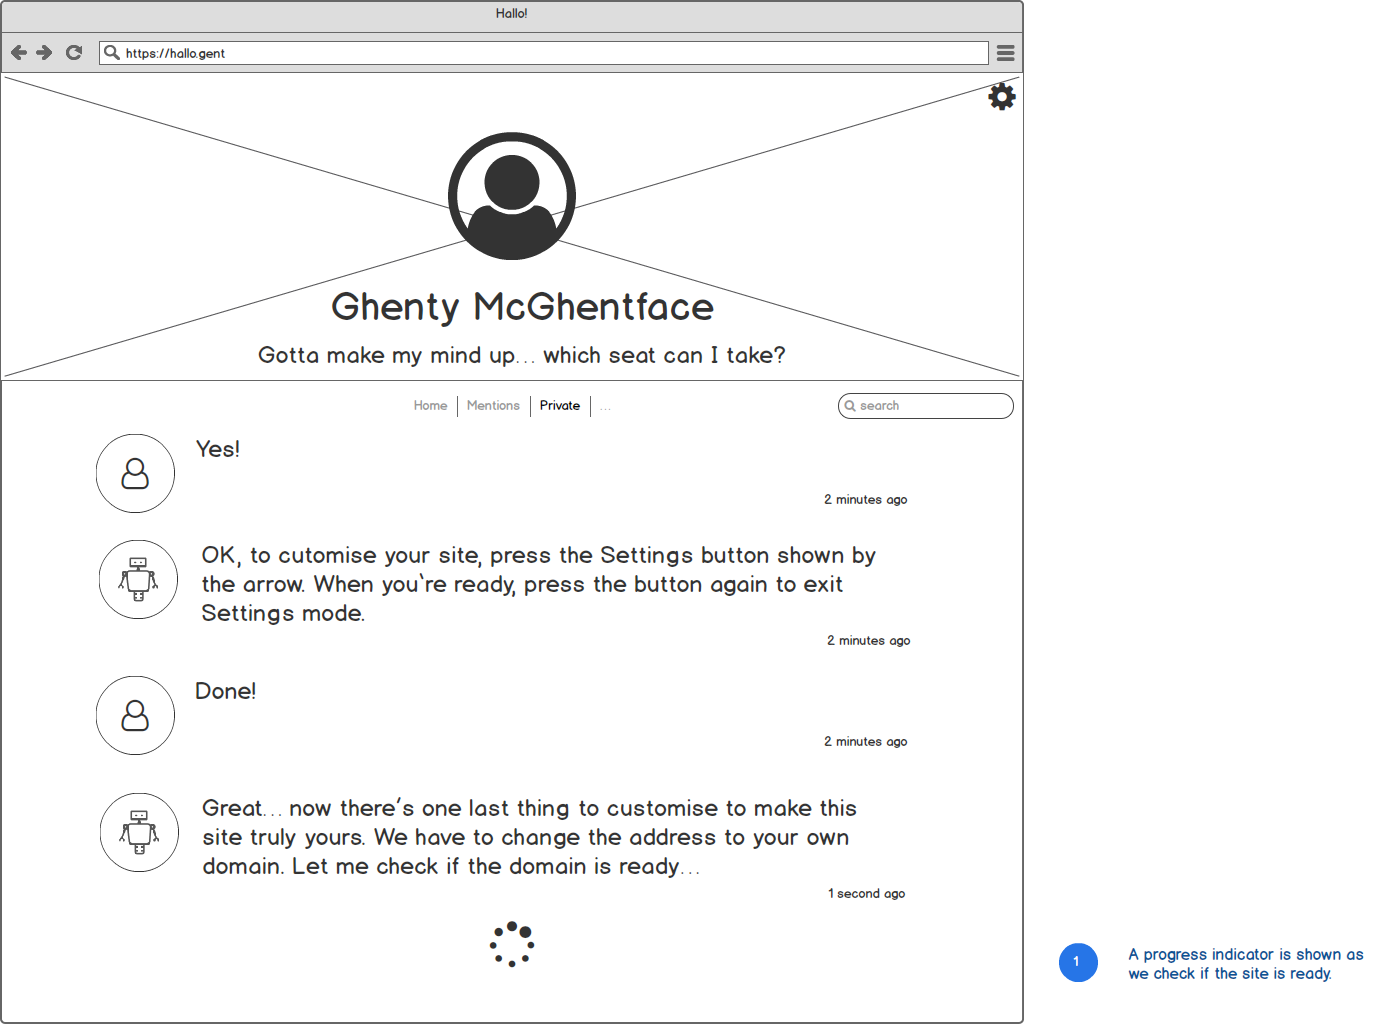 Hallo!
https://hallo.gent
Ghenty McGhentface
Gotta make my mind up... which seat can I take?
Home
Mentions
Private
...
search
Yes!
2 minutes ago
OK, to cutomise your site, press the Settings button shown by
the arrow. When you`re ready, press the button again to exit
Settings mode.
2 minutes ago
Done!
2 minutes ago
Great... now there's one last thing to customise to make this
site truly yours. We have to change the address to your own
domain. Let me check if the domain is ready...
1 second ago
1
A progress indicator is shown as
we check if the site is ready.